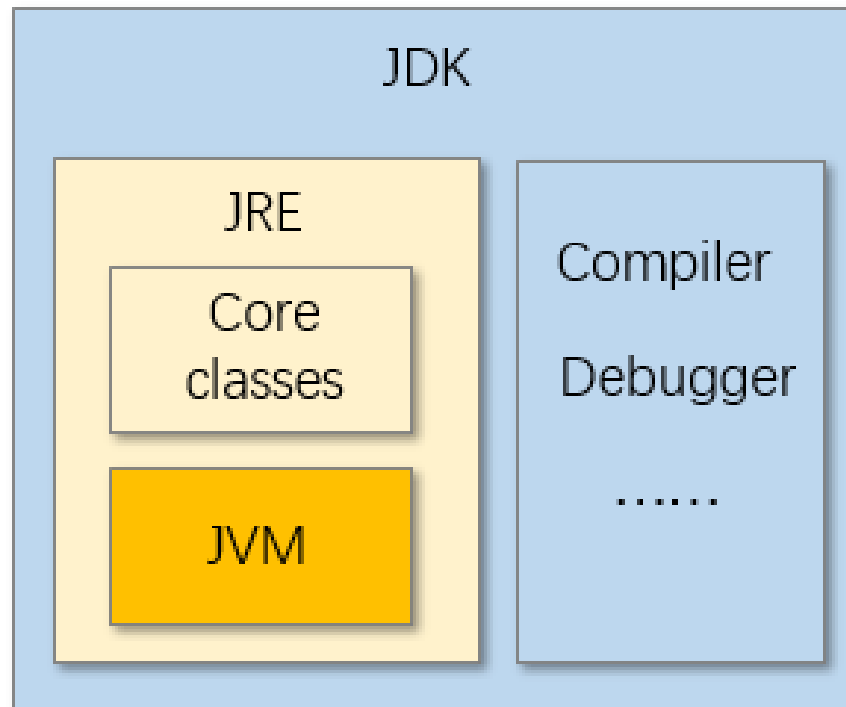 JDK
JRE
Core
classes
JVM
Compiler
Debugger
……